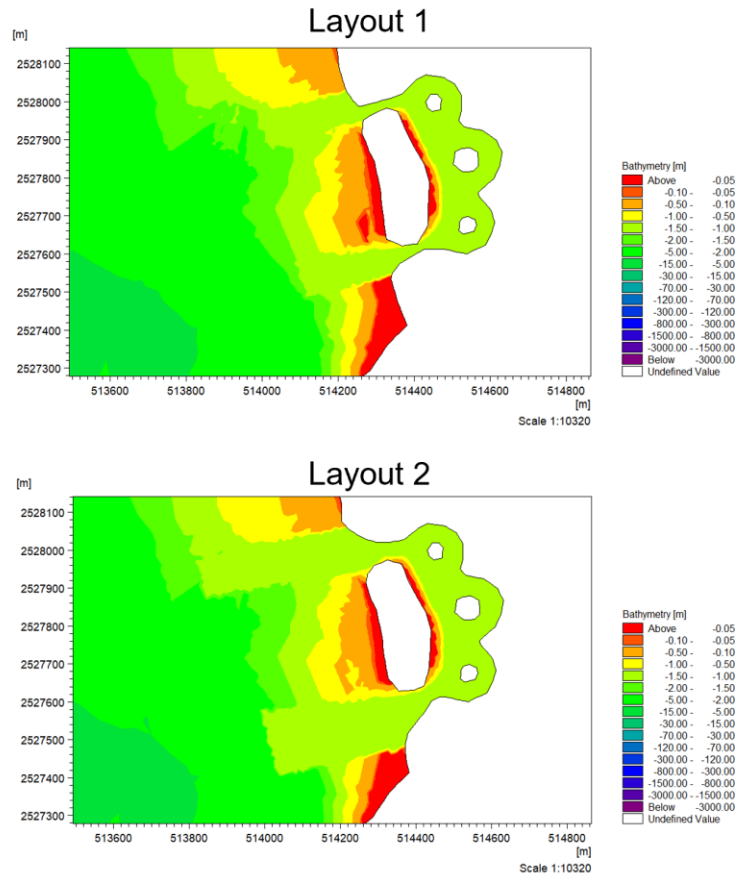 Layout 1
[m]
2528100
2528000
2527900
2527800
2527700
2527600
2527500
2527400
2527300
513600 513800 514000 514200 514400 514600 514800
[m]
Scale 1:10320
Bathymetry [m]
Above -0.05
-0.10 - -0.05
-0.50 - -0.10
-1.00 - -0.50
-1.50 - -1.00
-2.00 - -1.50
-5.00 - -2.00
-15.00 - -5.00
-30.00 - -15.00
-70.00 - -30.00
-120.00 - -70.00
-300.00 - -120.00
-800.00 - -300.00
-1500.00 - -800.00
-3000.00 - -1500.00
Below -3000.00
Undefined Value
Layout 2
[m]
2528100
2528000
2527900
2527800
2527700
2527600
2527500
2527400
2527300
513600 513800 514000 514200 514400 514600 514800
[m]
Scale 1:10320
Bathymetry [m]
Above -0.05
-0.10 - -0.05
-0.50 - -0.10
-1.00 - -0.50
-1.50 - -1.00
-2.00 - -1.50
-5.00 - -2.00
-15.00 - -5.00
-30.00 - -15.00
-70.00 - -30.00
-120.00 - -70.00
-300.00 - -120.00
-800.00 - -300.00
-1500.00 - -800.00
-3000.00 - -1500.00
Below -3000.00
Undefined Value